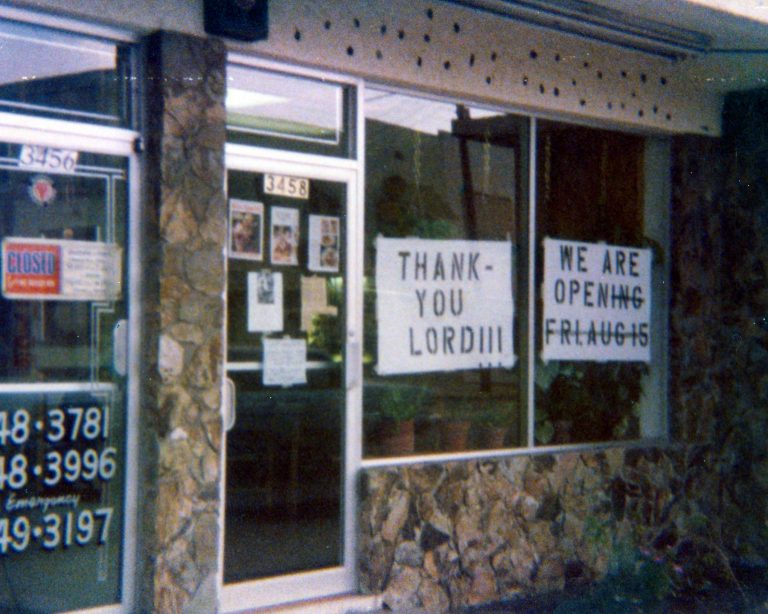 3456
CLOSED
48·3781
48·3996
Emergency
49·3197
3458
THANK-
YOU
LORD!!!
WE ARE
OPENING
FRI. AUG 15